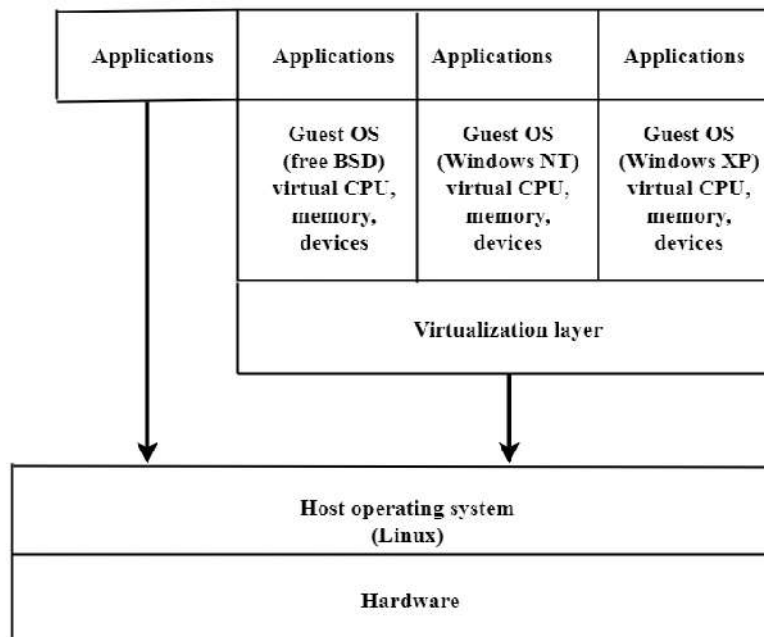 Applications
Applications
Applications
Applications
Guest OS
(free BSD)
virtual CPU,
memory,
devices
Guest OS
(Windows NT)
virtual CPU,
memory,
devices
Guest OS
(Windows XP)
virtual CPU,
memory,
devices
Virtualization layer
Host operating system
(Linux)
Hardware